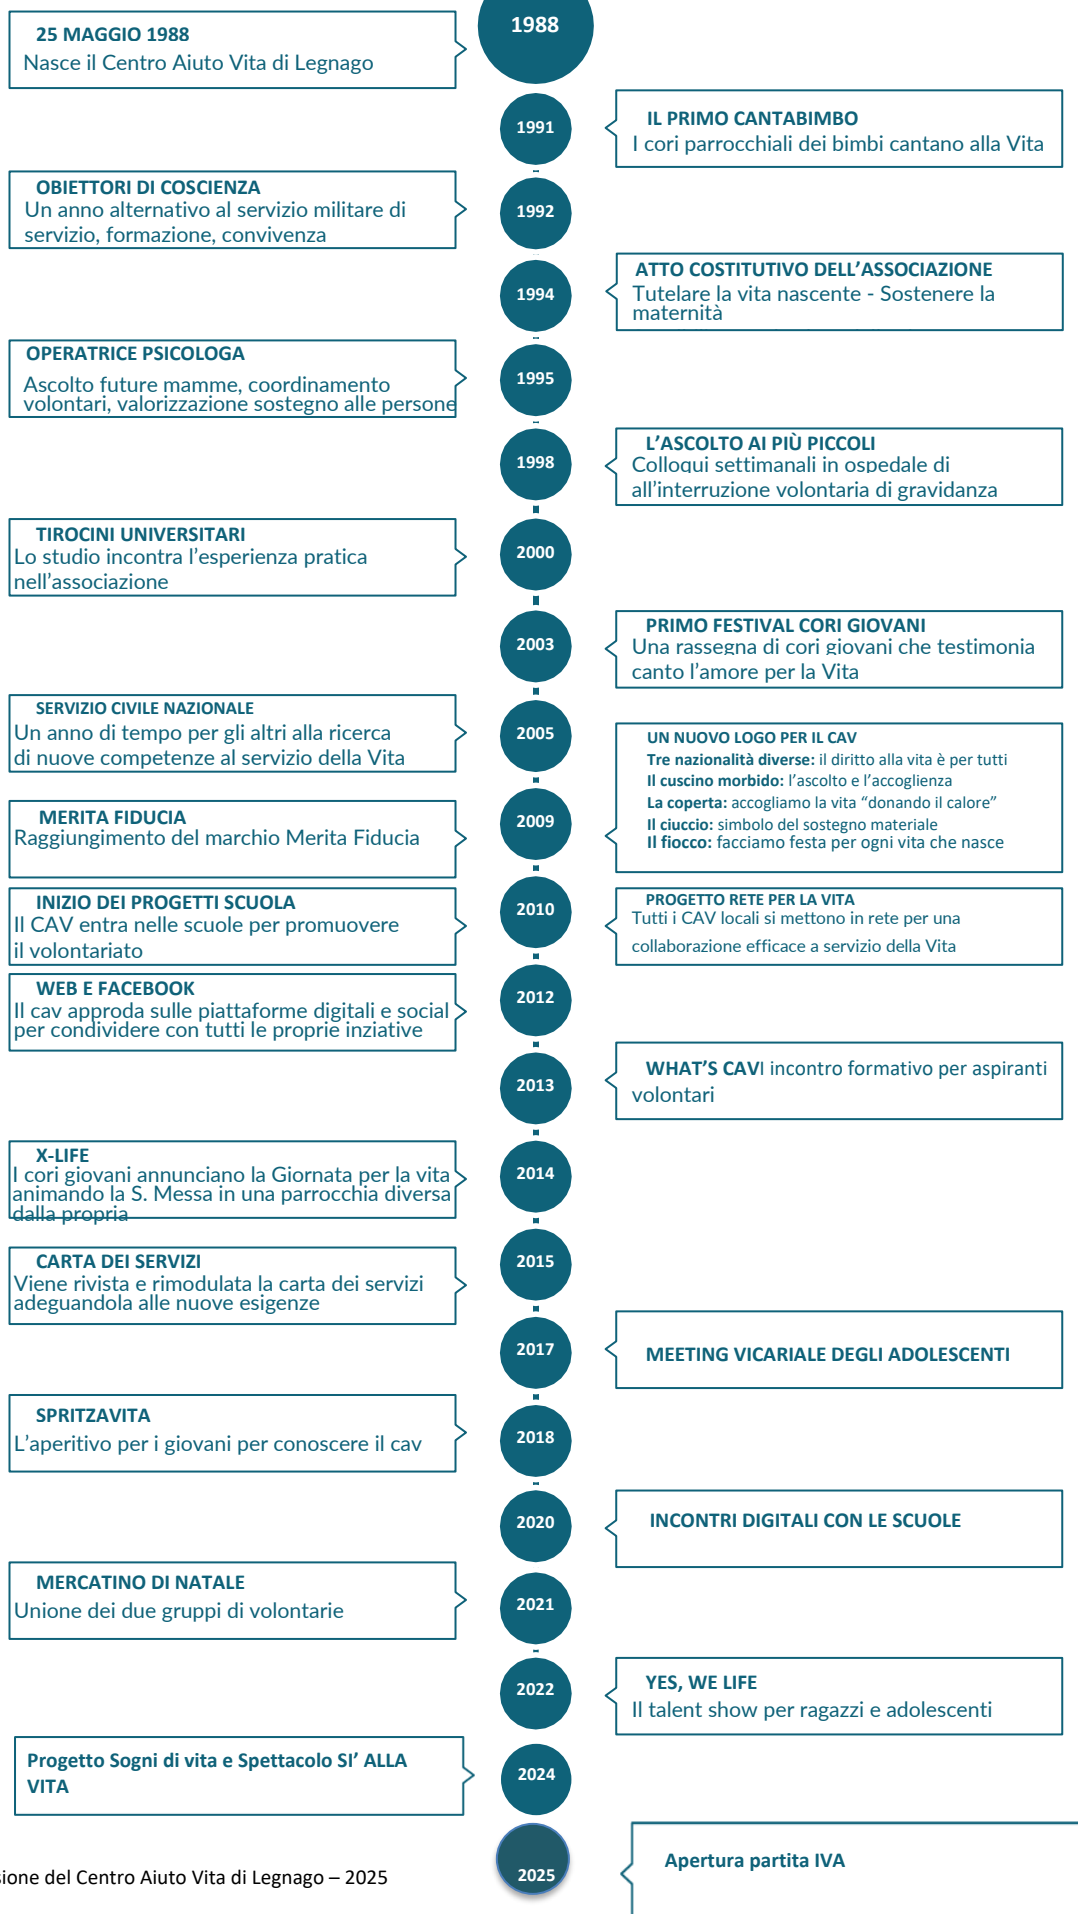 1988
25 MAGGIO 1988
Nasce il Centro Aiuto Vita di Legnago
1991
IL PRIMO CANTABIMBO
I cori parrocchiali dei bimbi cantano alla Vita
OBIETTORI DI COSCIENZA
Un anno alternativo al servizio militare di
servizio, formazione, convivenza
1992
1994
ATTO COSTITUTIVO DELL’ASSOCIAZIONE
Tutelare la vita nascente - Sostenere la
maternità
OPERATRICE PSICOLOGA
Ascolto future mamme, coordinamento
volontari, valorizzazione sostegno alle persone
1995
1998
L’ASCOLTO AI PIÙ PICCOLI
Colloqui settimanali in ospedale di
all’interruzione volontaria di gravidanza
TIROCINI UNIVERSITARI
Lo studio incontra l’esperienza pratica
nell’associazione
2000
2003
PRIMO FESTIVAL CORI GIOVANI
Una rassegna di cori giovani che testimonia
canto l’amore per la Vita
SERVIZIO CIVILE NAZIONALE
Un anno di tempo per gli altri alla ricerca
di nuove competenze al servizio della Vita
2005
UN NUOVO LOGO PER IL CAV
Tre nazionalità diverse: il diritto alla vita è per tutti
Il cuscino morbido: l’ascolto e l’accoglienza
La coperta: accogliamo la vita “donando il calore”
Il ciuccio: simbolo del sostegno materiale
Il fiocco: facciamo festa per ogni vita che nasce
MERITA FIDUCIA
Raggiungimento del marchio Merita Fiducia
2009
INIZIO DEI PROGETTI SCUOLA
Il CAV entra nelle scuole per promuovere
il volontariato
2010
PROGETTO RETE PER LA VITA
Tutti i CAV locali si mettono in rete per una
collaborazione efficace a servizio della Vita
WEB E FACEBOOK
Il cav approda sulle piattaforme digitali e social
per condividere con tutti le proprie inziative
2012
2013
WHAT’S CAVI incontro formativo per aspiranti
volontari
X-LIFE
I cori giovani annunciano la Giornata per la vita
animando la S. Messa in una parrocchia diversa
dalla propria
2014
CARTA DEI SERVIZI
Viene rivista e rimodulata la carta dei servizi
adeguandola alle nuove esigenze
2015
2017
MEETING VICARIALE DEGLI ADOLESCENTI
SPRITZAVITA
L’aperitivo per i giovani per conoscere il cav
2018
2020
INCONTRI DIGITALI CON LE SCUOLE
MERCATINO DI NATALE
Unione dei due gruppi di volontarie
2021
2022
YES, WE LIFE
Il talent show per ragazzi e adolescenti
Progetto Sogni di vita e Spettacolo SI’ ALLA
VITA
2024
2025
Apertura partita IVA
sione del Centro Aiuto Vita di Legnago – 2025